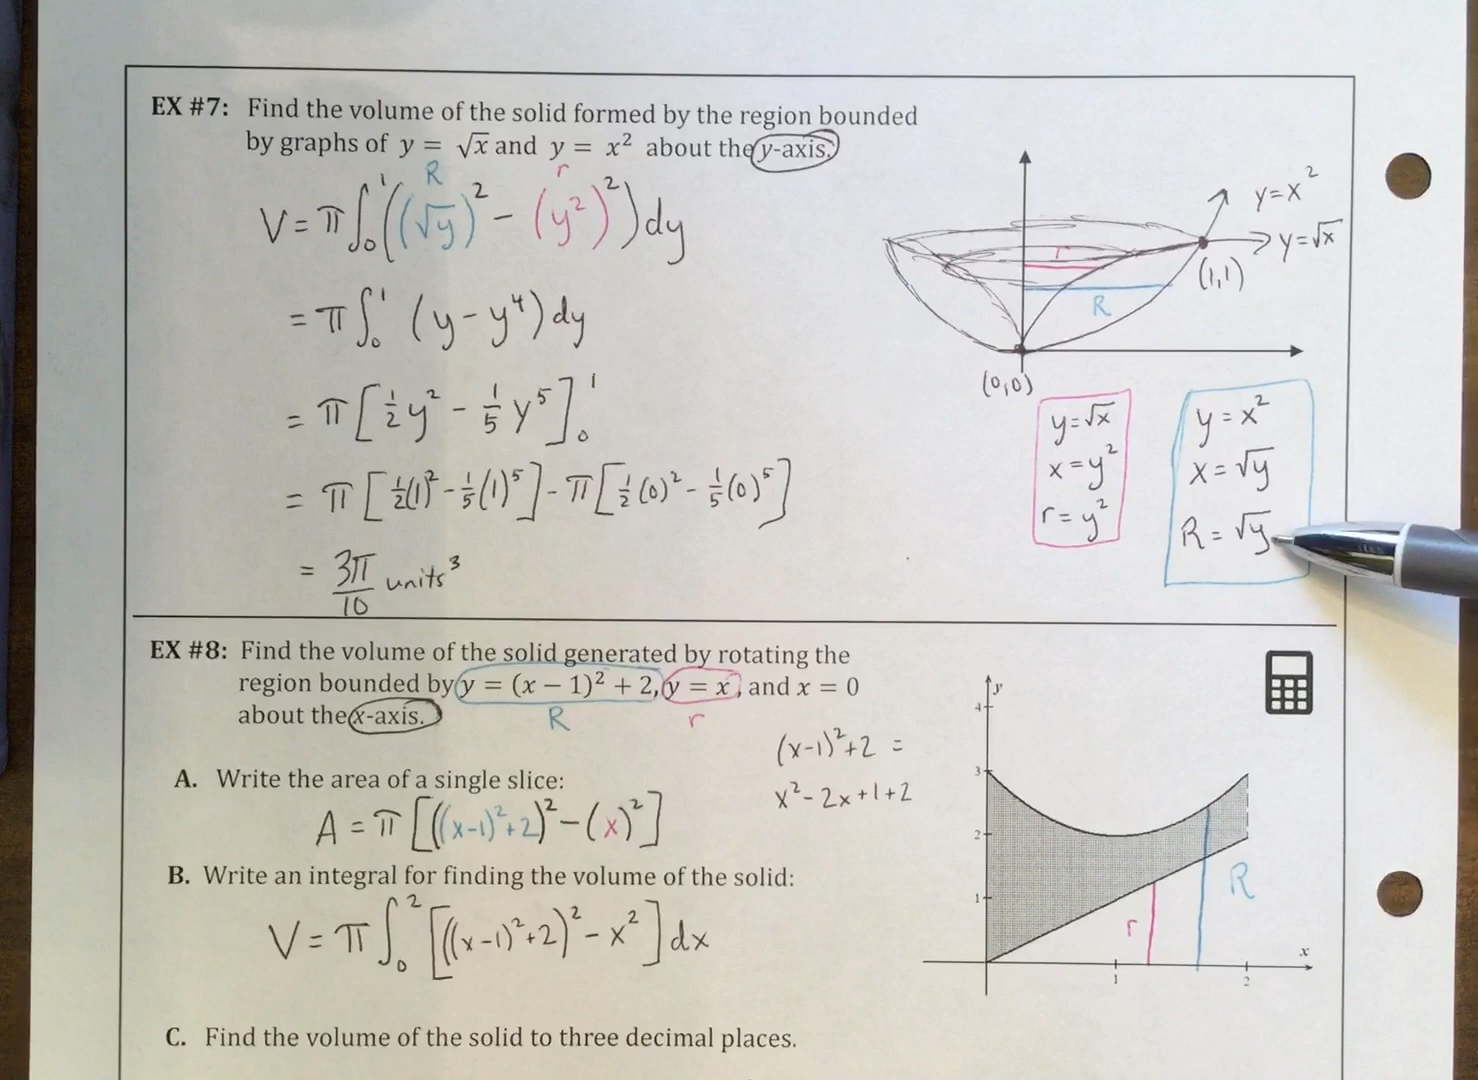 EX #7: Find the volume of the solid formed by the region bounded
by graphs of y = √x and y = x² about the y-axis.
R r
V = π∫₀¹((√y)² - (y²)²)dy
= π∫₀¹ (y - y⁴) dy
= π[½y² - ⅕y⁵]₀¹
= π[½(1)² - ⅕(1)⁵] - π[½(0)² - ⅕(0)⁵]
= 3π/10 units³
y=x²
y=√x
(1,1)
r
R
(0,0)
y=√x
x=y²
r=y²
y=x²
x=√y
R=√y
EX #8: Find the volume of the solid generated by rotating the
region bounded by y = (x − 1)² + 2, y = x, and x = 0
about the x-axis.
R r
(x-1)²+2 =
x²-2x+1+2
A. Write the area of a single slice:
A = π[((x-1)²+2)² - (x)²]
B. Write an integral for finding the volume of the solid:
V = π∫₀²[((x-1)²+2)² - x²]dx
C. Find the volume of the solid to three decimal places.
y
4
3
2
1
R
r
x
1 2